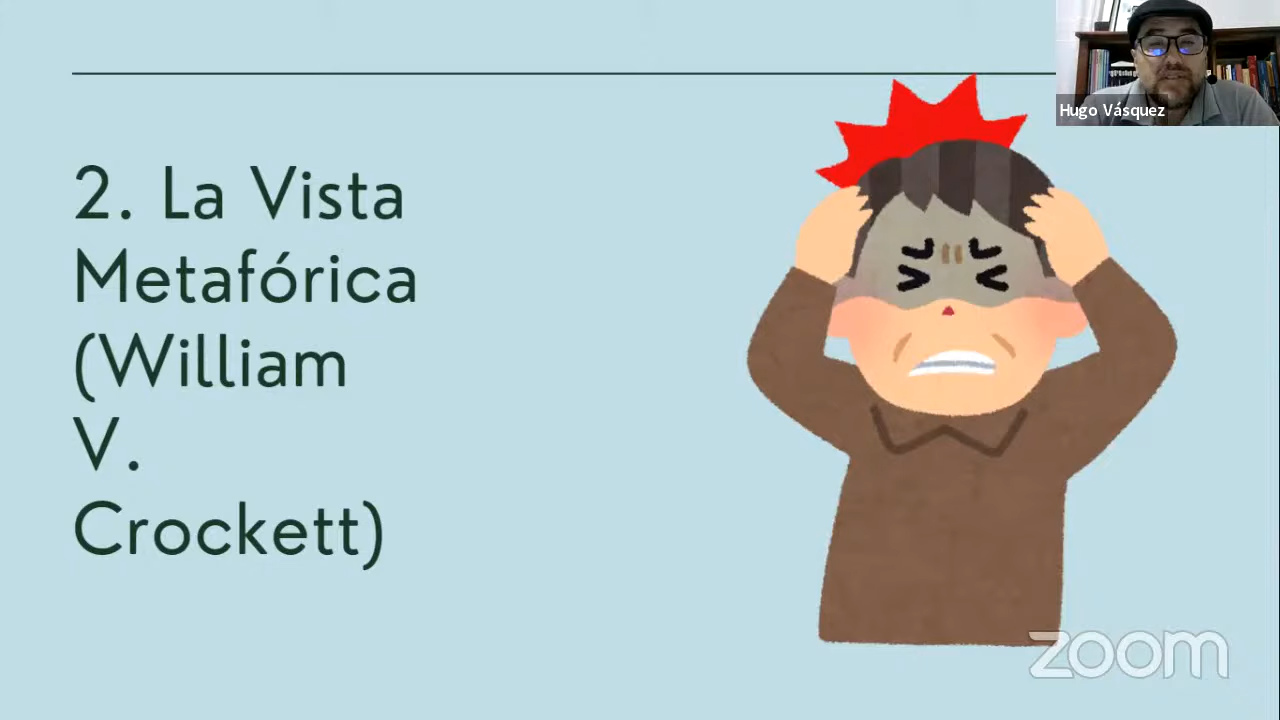 Hugo Vásquez
2. La Vista
Metafórica
(William
V.
Crockett)
zoom